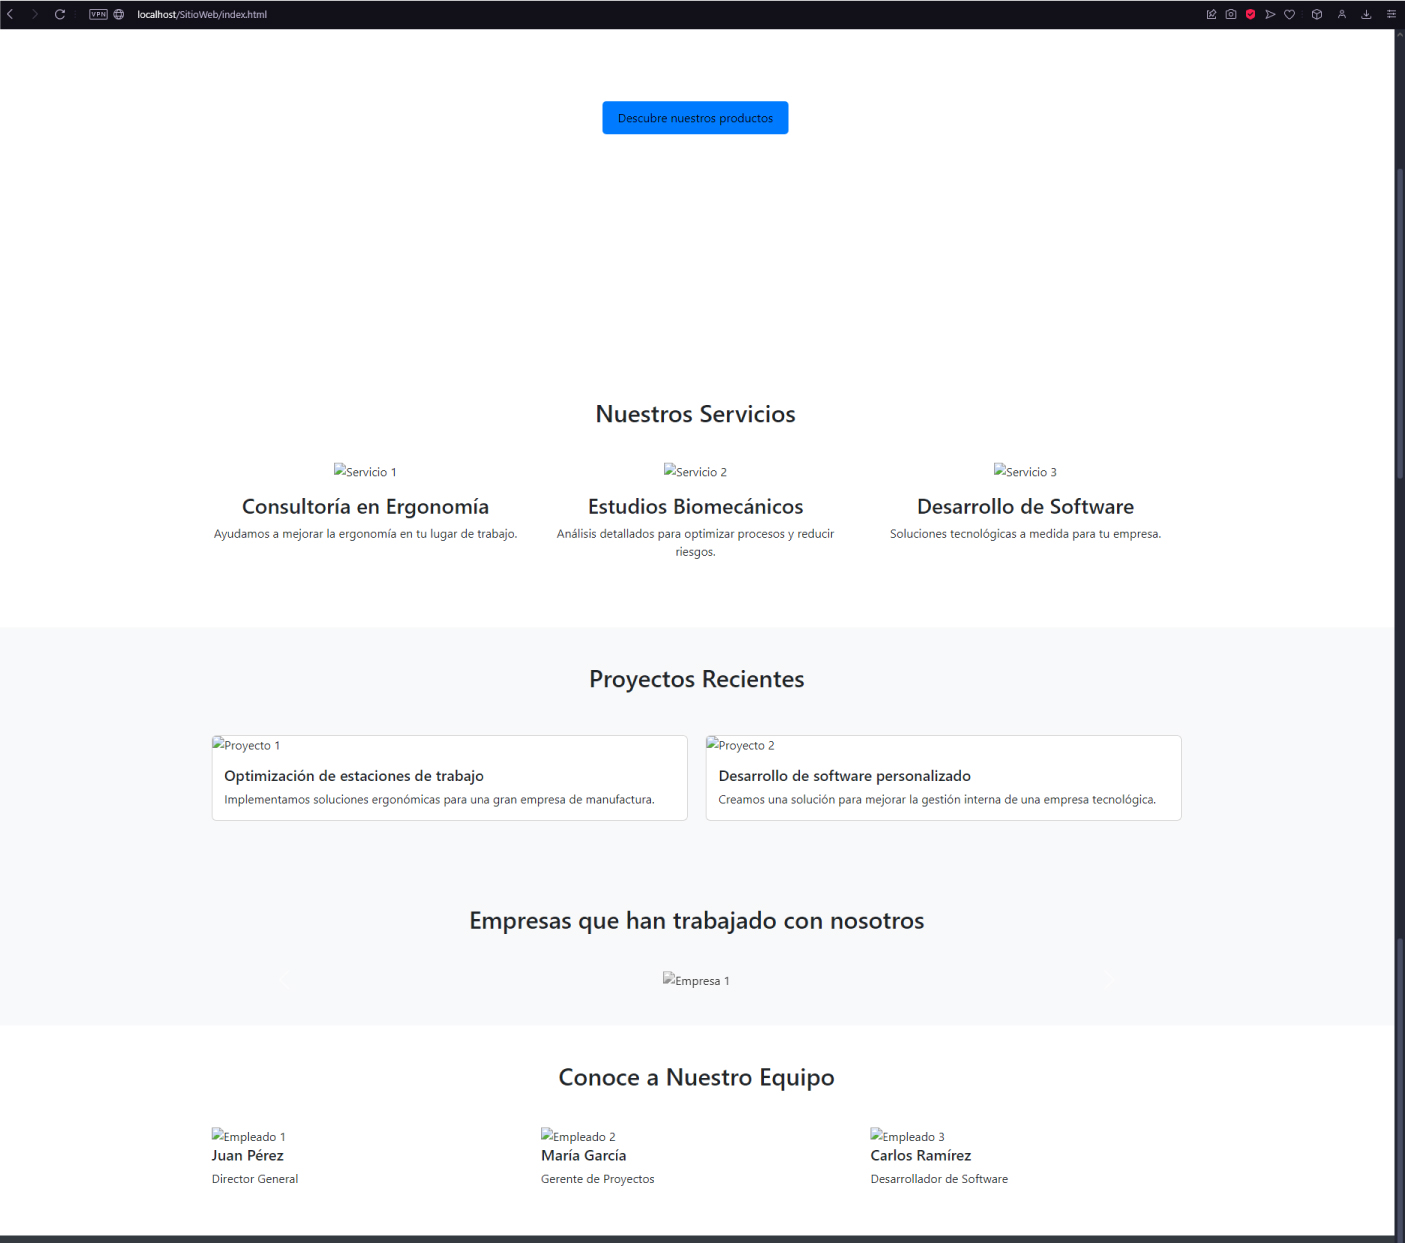 VPN localhost/SitioWeb/index.html
Descubre nuestros productos
Nuestros Servicios
Servicio 1 Servicio 2 Servicio 3
Consultoría en Ergonomía Estudios Biomecánicos Desarrollo de Software
Ayudamos a mejorar la ergonomía en tu lugar de trabajo. Análisis detallados para optimizar procesos y reducir Soluciones tecnológicas a medida para tu empresa.
riesgos.
Proyectos Recientes
Proyecto 1 Proyecto 2
Optimización de estaciones de trabajo Desarrollo de software personalizado
Implementamos soluciones ergonómicas para una gran empresa de manufactura. Creamos una solución para mejorar la gestión interna de una empresa tecnológica.
Empresas que han trabajado con nosotros
Empresa 1
Conoce a Nuestro Equipo
Empleado 1 Empleado 2 Empleado 3
Juan Pérez María García Carlos Ramírez
Director General Gerente de Proyectos Desarrollador de Software